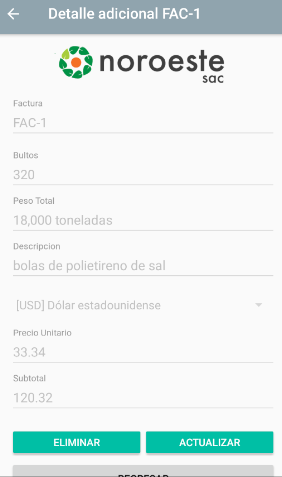 Detalle adicional FAC-1
noroeste
sac
Factura
FAC-1
Bultos
320
Peso Total
18,000 toneladas
Descripcion
bolas de polietireno de sal
[USD] Dólar estadounidense
Precio Unitario
33.34
Subtotal
120.32
ELIMINAR ACTUALIZAR
REGRESAR